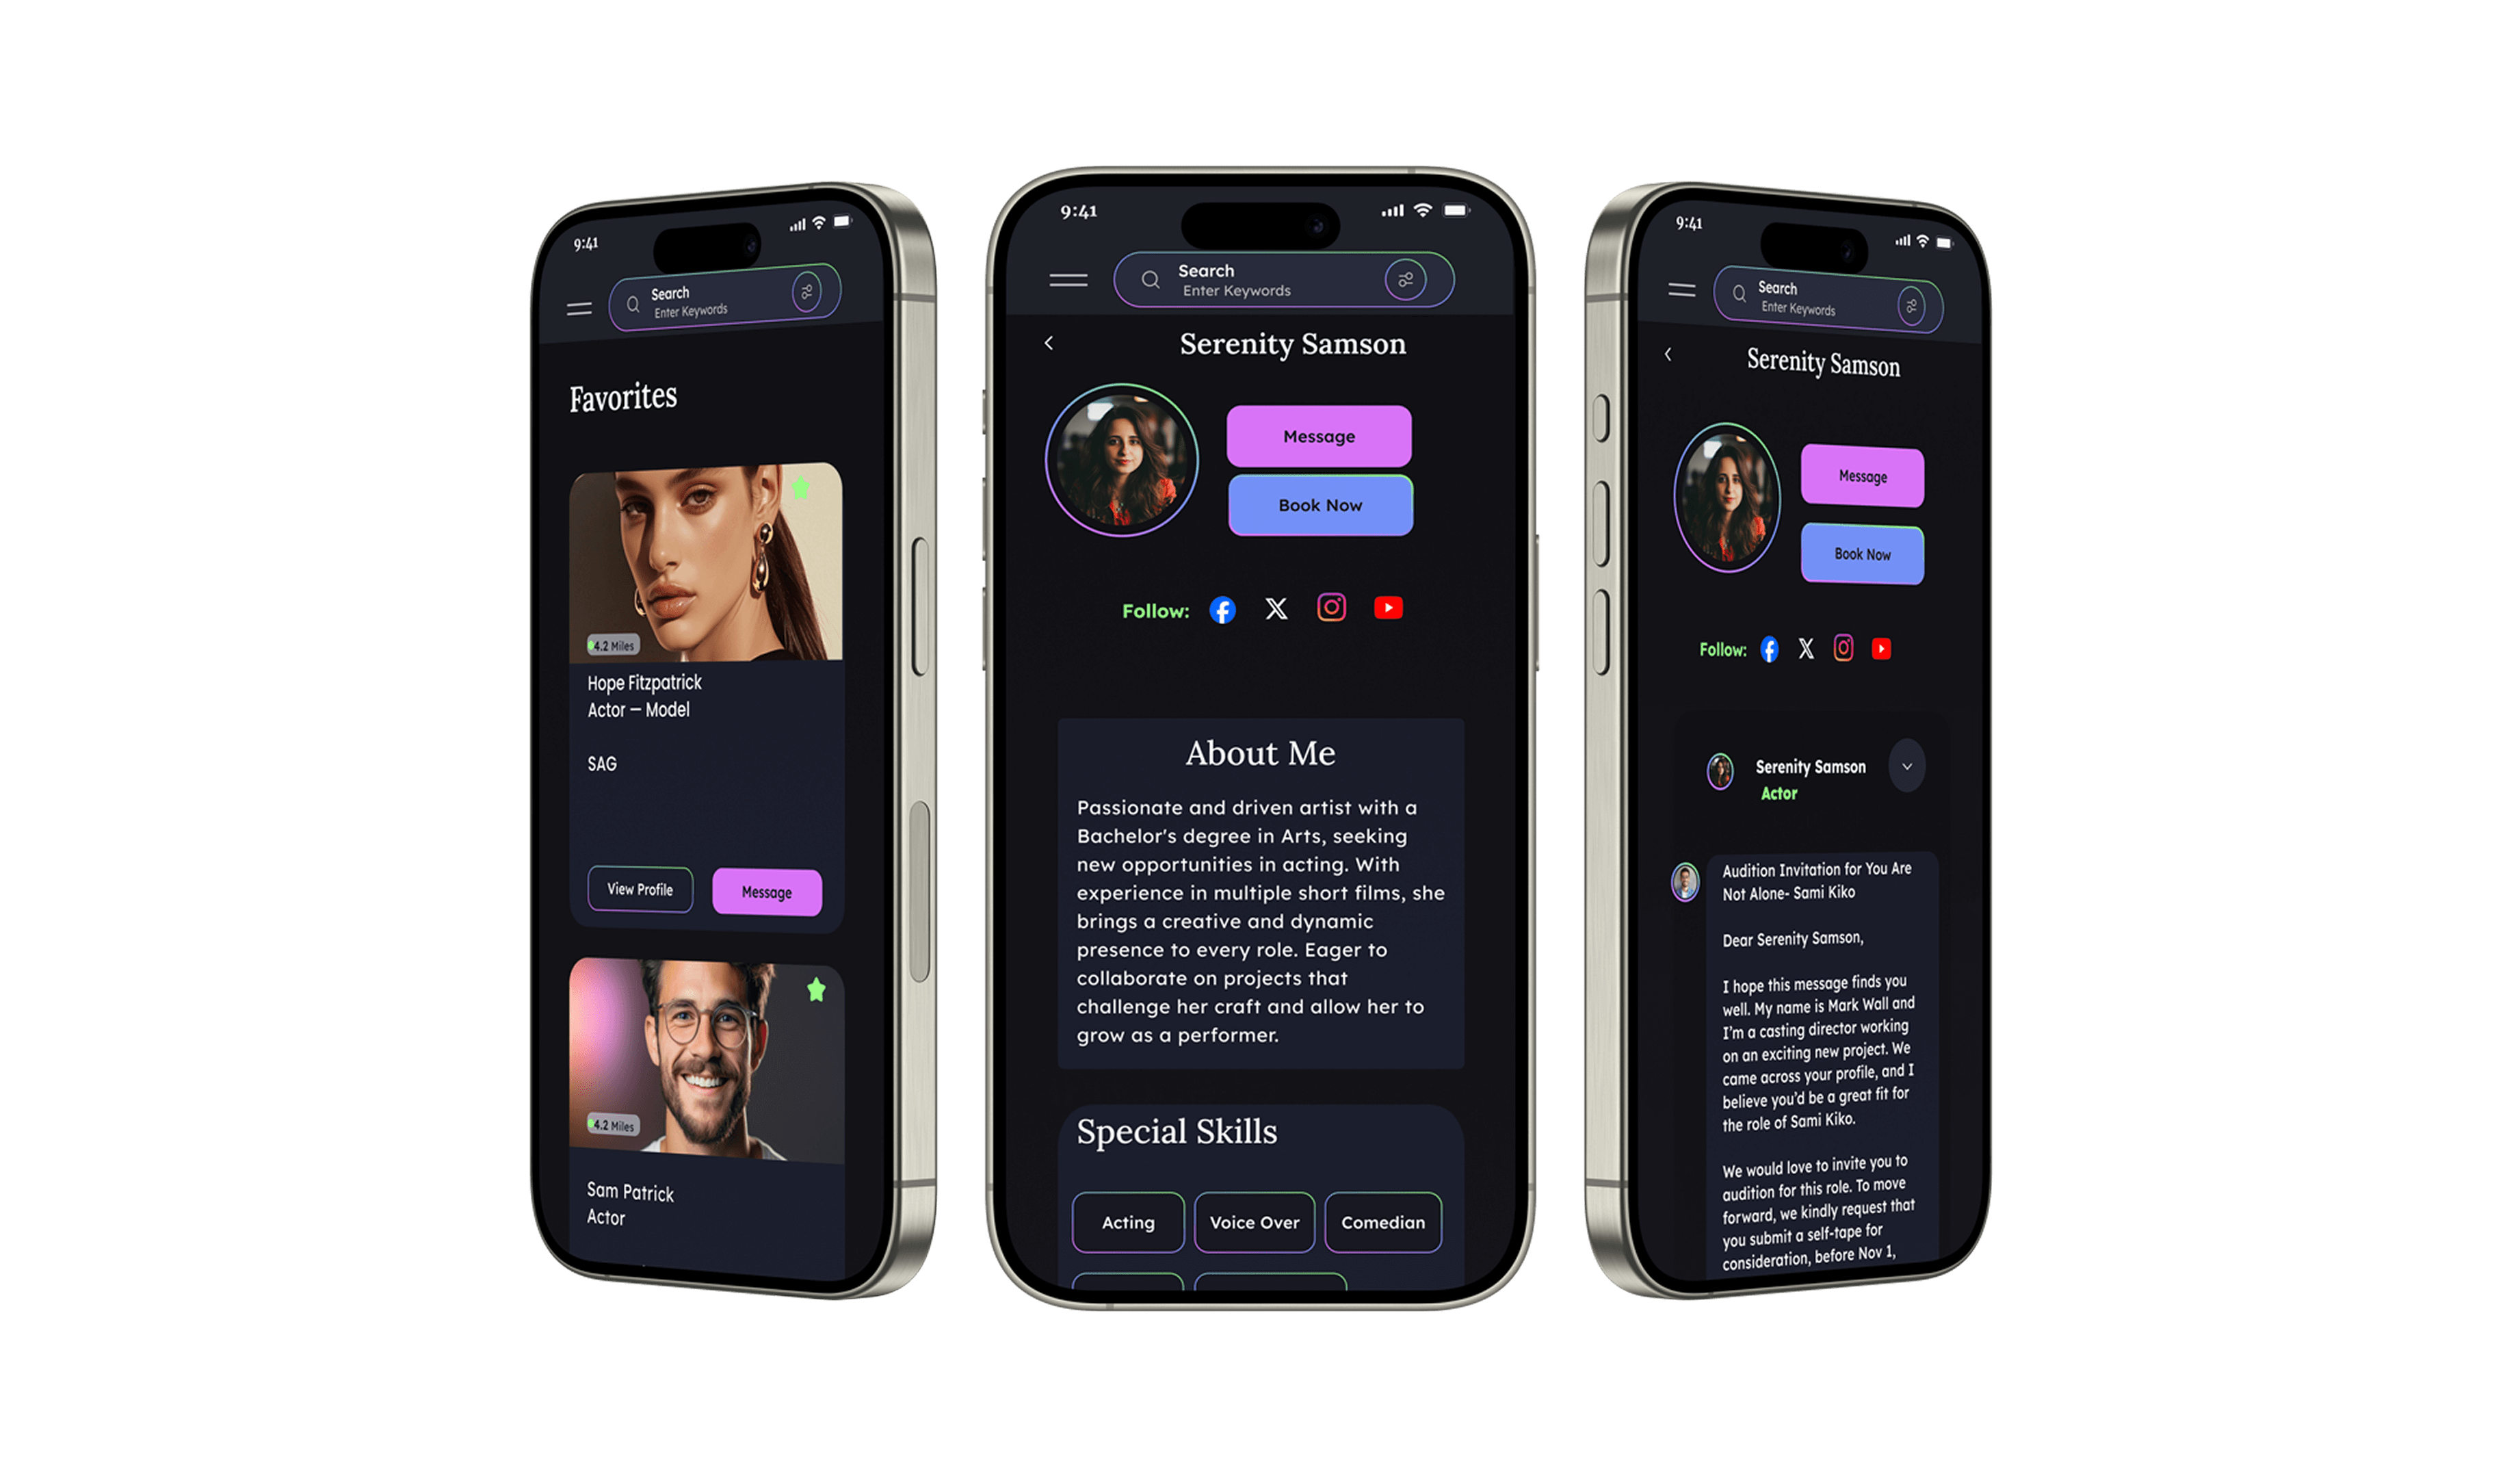 9:41
Search
Enter Keywords
Favorites
4.2 Miles
Hope Fitzpatrick
Actor — Model
SAG
View Profile
Message
4.2 Miles
Sam Patrick
Actor
9:41
Search
Enter Keywords
Serenity Samson
Message
Book Now
Follow:
About Me
Passionate and driven artist with a
Bachelor's degree in Arts, seeking
new opportunities in acting. With
experience in multiple short films, she
brings a creative and dynamic
presence to every role. Eager to
collaborate on projects that
challenge her craft and allow her to
grow as a performer.
Special Skills
Acting
Voice Over
Comedian
9:41
Search
Enter Keywords
Serenity Samson
Message
Book Now
Follow:
Serenity Samson
Actor
Audition Invitation for You Are
Not Alone- Sami Kiko
Dear Serenity Samson,
I hope this message finds you
well. My name is Mark Wall and
I'm a casting director working
on an exciting new project. We
came across your profile, and I
believe you'd be a great fit for
the role of Sami Kiko.
We would love to invite you to
audition for this role. To move
forward, we kindly request that
you submit a self-tape for
consideration, before Nov 1,